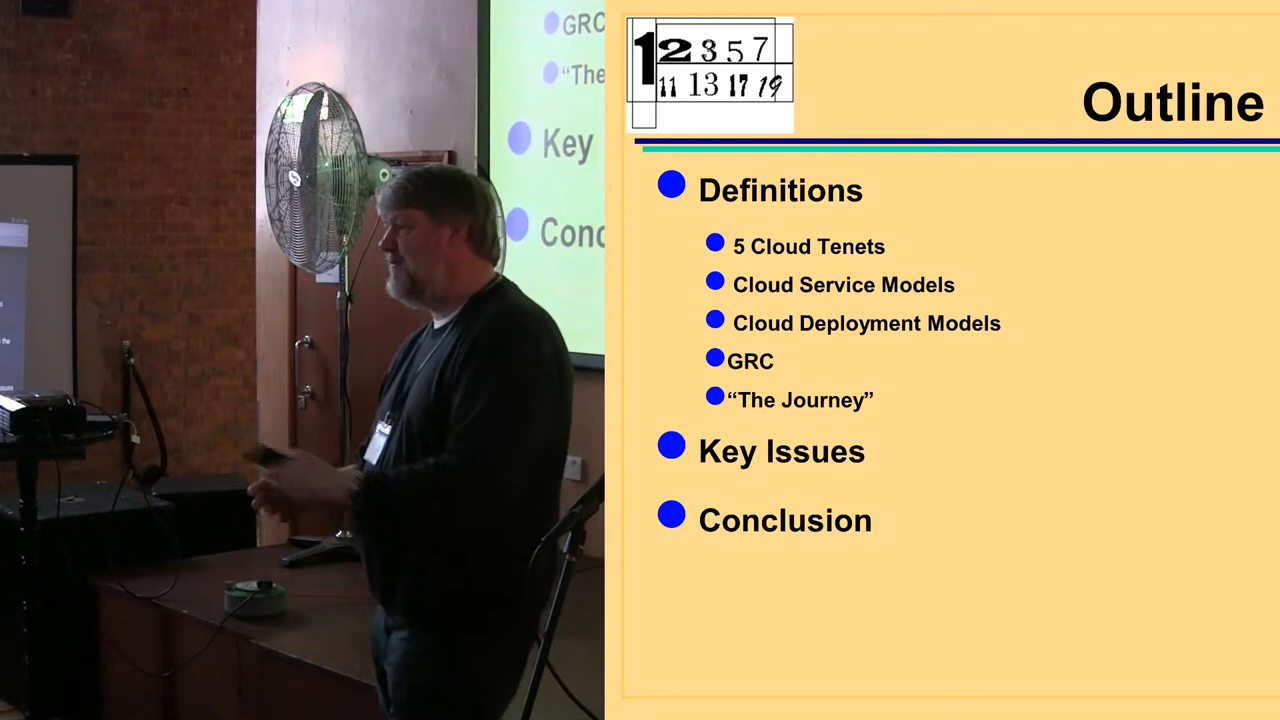 GRC
"The
Key
Conc
1 2 3 5 7
11 13 17 19
Outline
Definitions
5 Cloud Tenets
Cloud Service Models
Cloud Deployment Models
GRC
“The Journey”
Key Issues
Conclusion